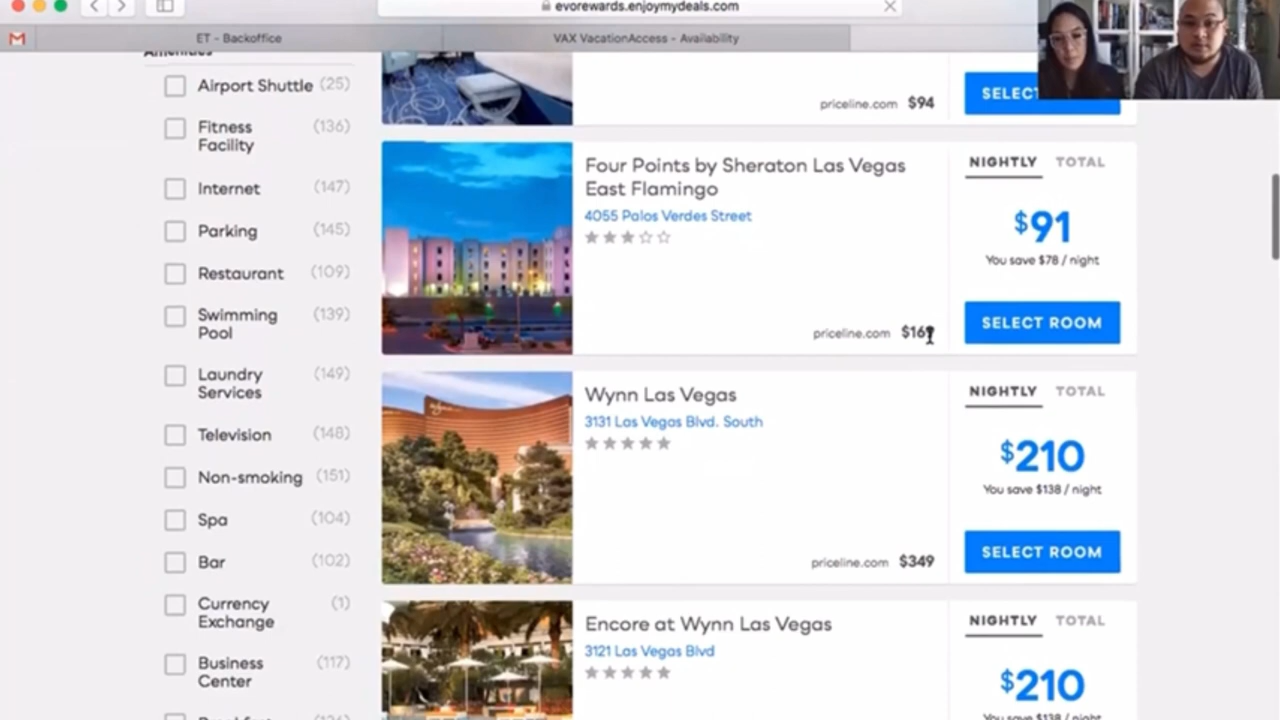 evorewards.enjoymydeals.com
ET - Backoffice
VAX VacationAccess - Availability
Amenities
Airport Shuttle (25)
Fitness Facility (136)
Internet (147)
Parking (145)
Restaurant (109)
Swimming Pool (139)
Laundry Services (149)
Television (148)
Non-smoking (151)
Spa (104)
Bar (102)
Currency Exchange (1)
Business Center (117)
priceline.com $94
Four Points by Sheraton Las Vegas
East Flamingo
4055 Palos Verdes Street
priceline.com
NIGHTLY TOTAL
$91
You save $78 / night
SELECT ROOM
Wynn Las Vegas
3131 Las Vegas Blvd. South
priceline.com $349
NIGHTLY TOTAL
$210
You save $138 / night
SELECT ROOM
Encore at Wynn Las Vegas
3121 Las Vegas Blvd
NIGHTLY TOTAL
$210
You save $138 / night